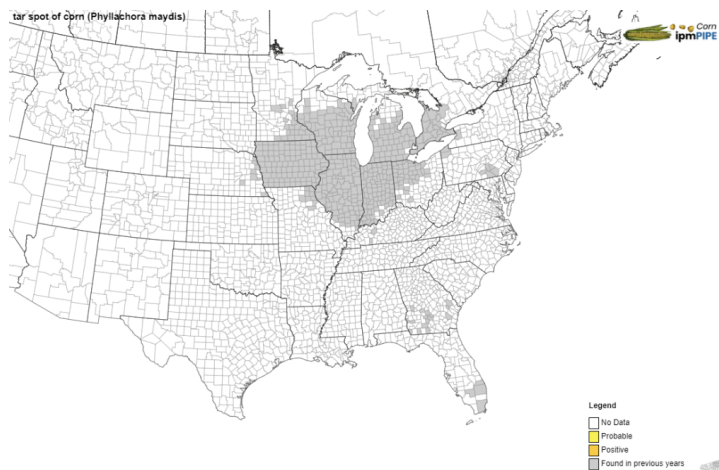 tar spot of corn (Phyllachora maydis)
Corn
ipmPIPE
Legend
No Data
Probable
Positive
Found in previous years